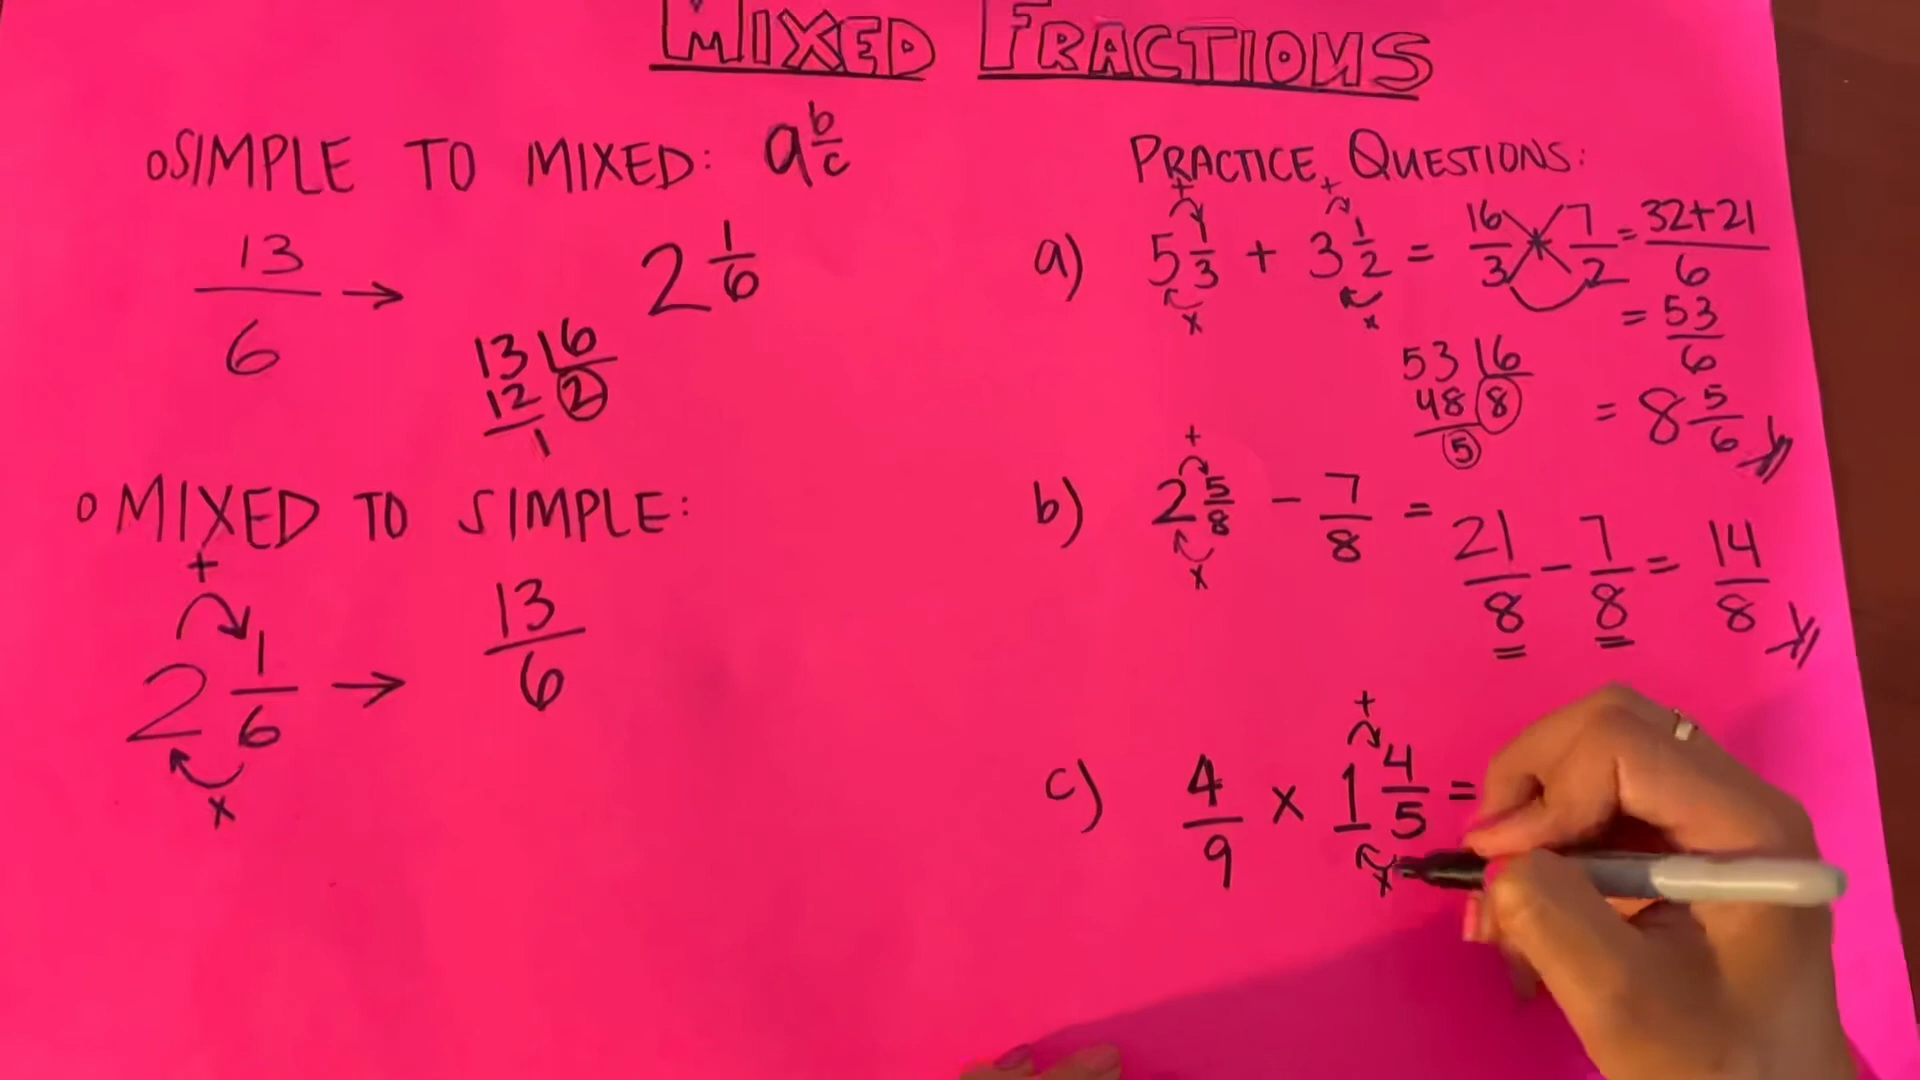 MIXED FRACTIONS
o SIMPLE TO MIXED: a b/c
13/6 → 2 1/6
13 | 6
12 2
1
o MIXED TO SIMPLE:
+
2 1/6 → 13/6
x
PRACTICE QUESTIONS:
+ +
a) 5 1/3 + 3 1/2 = 16/3 7/2 = 32+21/6
x x
= 53/6
53 | 6
48 8
5
= 8 5/6
+
b) 2 5/8 - 7/8 = 21/8 - 7/8 = 14/8
x
+
c) 4/9 x 1 4/5 =
x